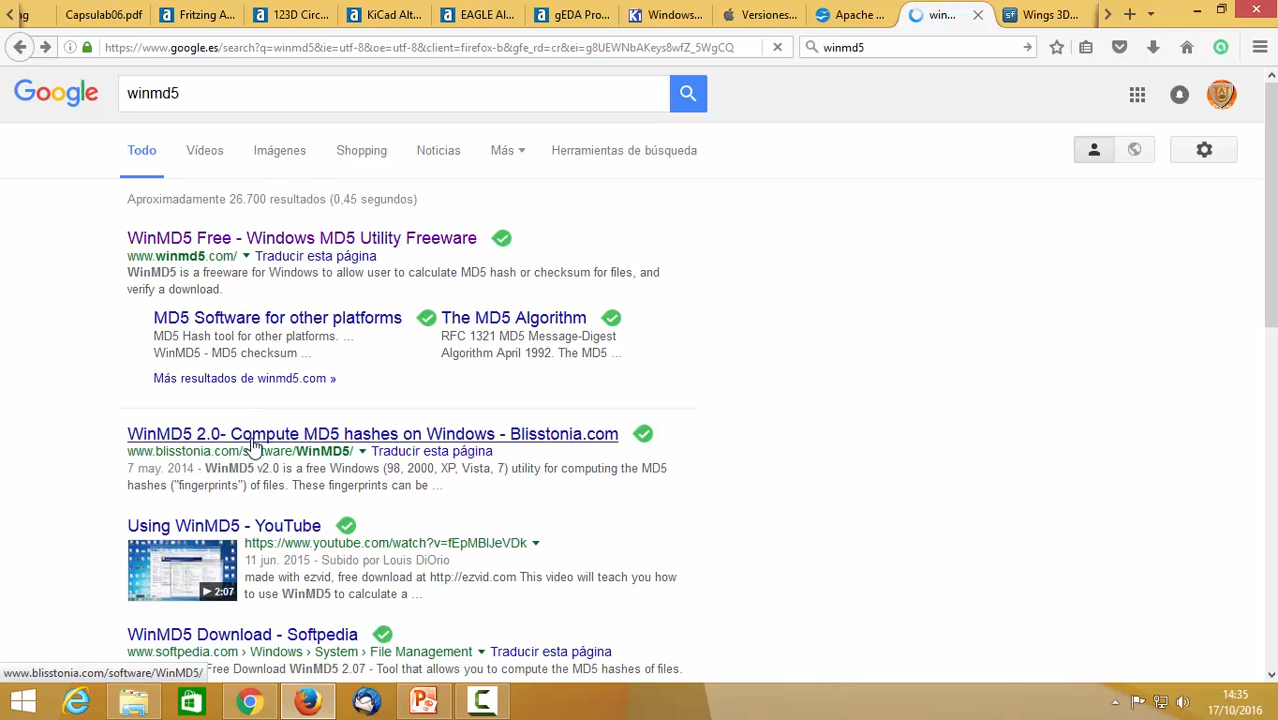 ng Capsulab06.pdf Fritzing A... 123D Circ... KiCad Alt... EAGLE Al... gEDA Pro... Windows... Versiones... Apache ... win... Wings 3D...
https://www.google.es/search?q=winmd5&ie=utf-8&oe=utf-8&client=firefox-b&gfe_rd=cr&ei=g8UEWNbAKeys8wfZ_5WgCQ winmd5
Google winmd5
Todo Vídeos Imágenes Shopping Noticias Más Herramientas de búsqueda
Aproximadamente 26.700 resultados (0,45 segundos)
WinMD5 Free - Windows MD5 Utility Freeware
www.winmd5.com/ Traducir esta página
WinMD5 is a freeware for Windows to allow user to calculate MD5 hash or checksum for files, and
verify a download.
MD5 Software for other platforms
MD5 Hash tool for other platforms. ...
WinMD5 - MD5 checksum ...
The MD5 Algorithm
RFC 1321 MD5 Message-Digest
Algorithm April 1992. The MD5 ...
Más resultados de winmd5.com »
WinMD5 2.0- Compute MD5 hashes on Windows - Blisstonia.com
www.blisstonia.com/software/WinMD5/ Traducir esta página
7 may. 2014 - WinMD5 v2.0 is a free Windows (98, 2000, XP, Vista, 7) utility for computing the MD5
hashes ("fingerprints") of files. These fingerprints can be ...
Using WinMD5 - YouTube
https://www.youtube.com/watch?v=fEpMBlJeVDk
11 jun. 2015 - Subido por Louis DiOrio
made with ezvid, free download at http://ezvid.com This video will teach you how
to use WinMD5 to calculate a ...
2:07
WinMD5 Download - Softpedia
www.softpedia.com › Windows › System › File Management Traducir esta página
Free Download WinMD5 2.07 - Tool that allows you to compute the MD5 hashes of files.
www.blisstonia.com/software/WinMD5/
14:35
17/10/2016